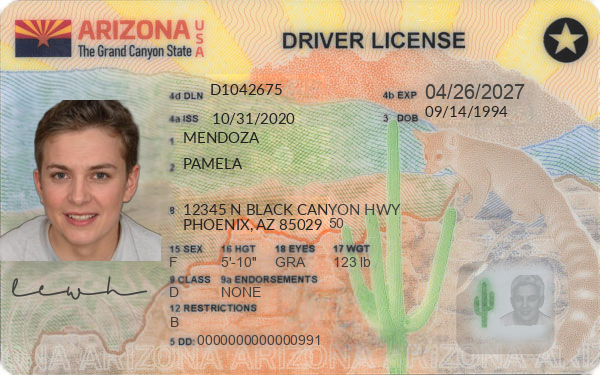 ARIZONA USA
The Grand Canyon State
DRIVER LICENSE
4d DLN D1042675
4b EXP 04/26/2027
4a ISS 10/31/2020
3 DOB 09/14/1994
1 MENDOZA
2 PAMELA
8 12345 N BLACK CANYON HWY
PHOENIX, AZ 85029 50
15 SEX 16 HGT 18 EYES 17 WGT
F 5'-10" GRA 123 lb
9 CLASS 9a ENDORSEMENTS
D NONE
12 RESTRICTIONS
B
5 DD: 0000000000000991
ARIZONA ARIZONA ARIZONA ARIZONA